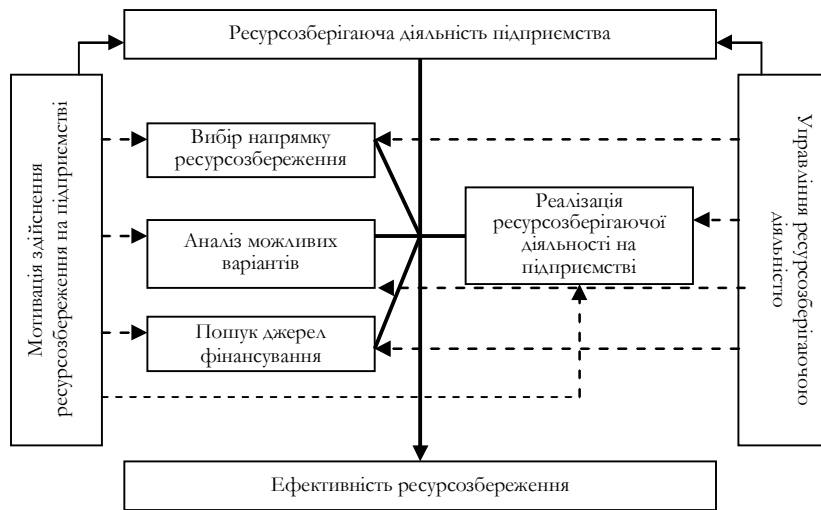 Ресурсозберігаюча діяльність підприємства
Мотивація здійснення
ресурсозбереження на підприємстві
Вибір напрямку
ресурсозбереження
Аналіз можливих
варіантів
Пошук джерел
фінансування
Реалізація
ресурсозберігаючої
діяльності на
підприємстві
Управління ресурсозберігаючою
діяльністю
Ефективність ресурсозбереження